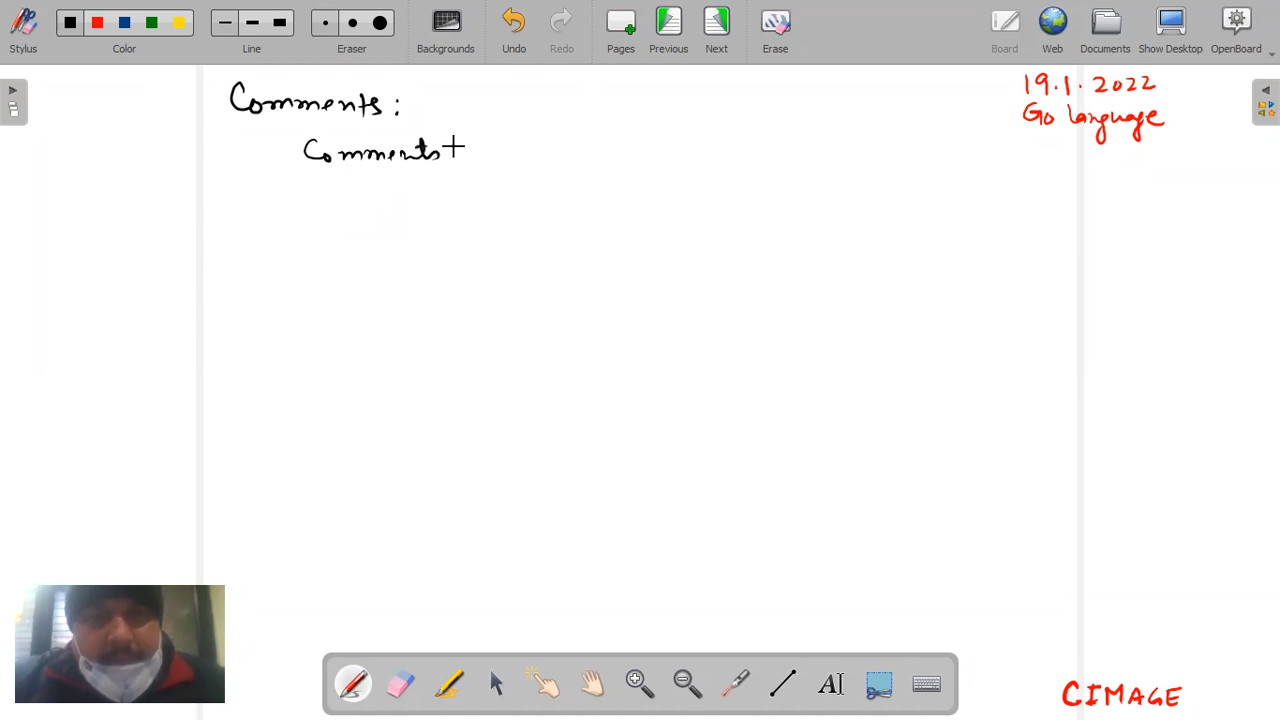 Stylus
Color
Line
Eraser
Backgrounds
Undo
Redo
Pages
Previous
Next
Erase
Board
Web
Documents
Show Desktop
OpenBoard
19.1.2022
Go language
Comments:
Comments
CIMAGE